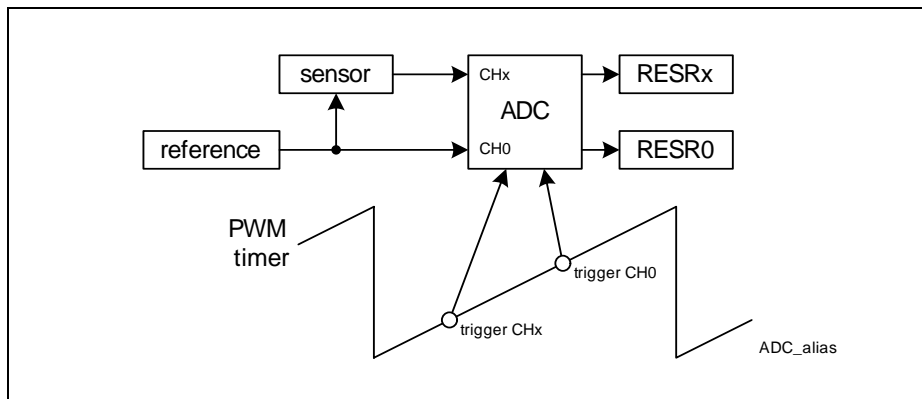 sensor
CHx
RESRx
ADC
reference
CH0
RESR0
PWM
timer
trigger CH0
trigger CHx
ADC_alias